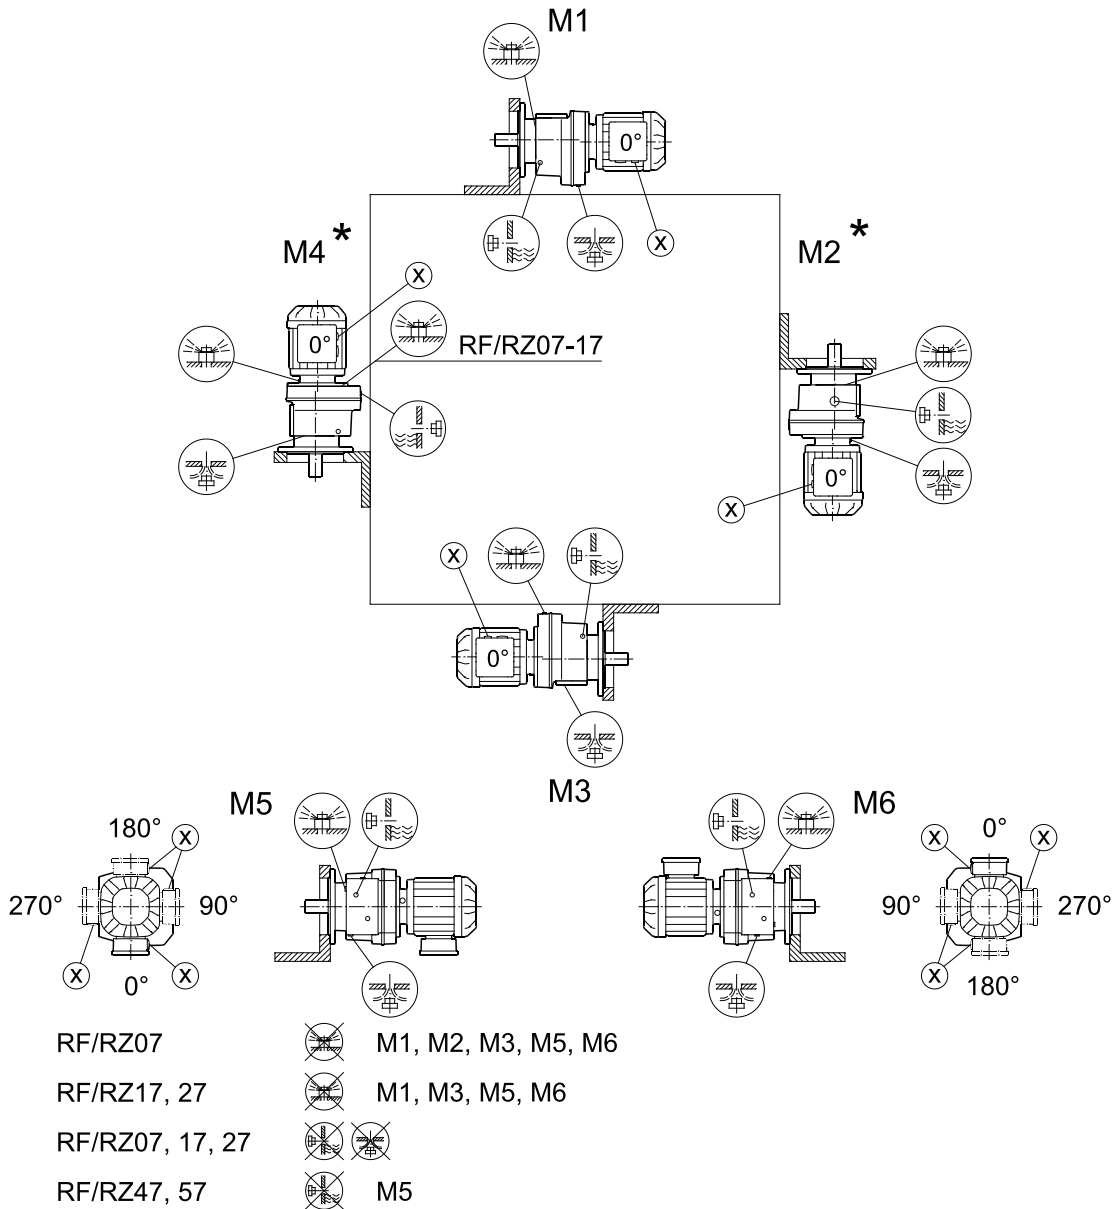 M1
0°
X
M4 *
M2 *
X
0°
RF/RZ07-17
0°
X
X
0°
M3
M5
M6
180°
X
270°
90°
X
X
0°
0°
X
X
90°
270°
X
180°
RF/RZ07 M1, M2, M3, M5, M6
RF/RZ17, 27 M1, M3, M5, M6
RF/RZ07, 17, 27
RF/RZ47, 57 M5